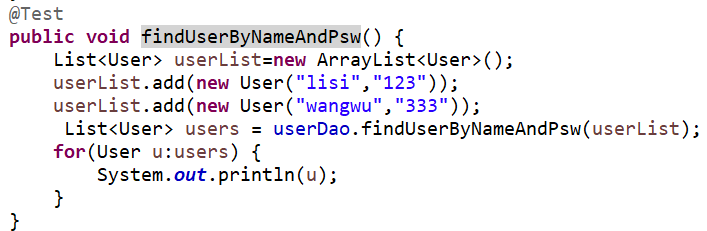 @Test
public void findUserByNameAndPsw() {
    List<User> userList=new ArrayList<User>();
    userList.add(new User("lisi","123"));
    userList.add(new User("wangwu","333"));
     List<User> users = userDao.findUserByNameAndPsw(userList);
    for(User u:users) {
        System.out.println(u);
    }
}